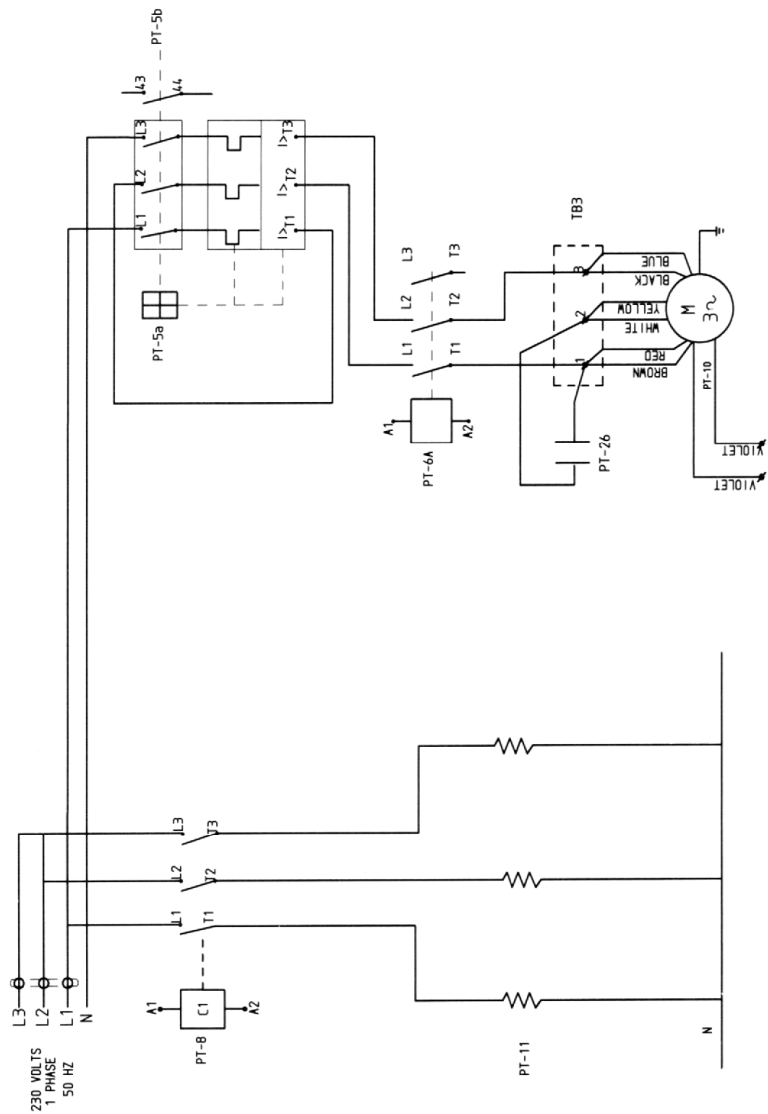 230 VOLTS
1 PHASE
50 HZ
L3
L2
L1
N
A1
C1
A2
PT-8
L1
T1
L2
T2
L3
T3
PT-11
N
PT-5b
43
44
L1
L2
L3
I>T1
I>T2
I>T3
PT-5a
A1
A2
PT-6A
L1
T1
L2
T2
L3
T3
TB3
1
2
3
PT-26
BROWN
RED
WHITE
YELLOW
BLACK
BLUE
M
3~
PT-10
VIOLET
VIOLET